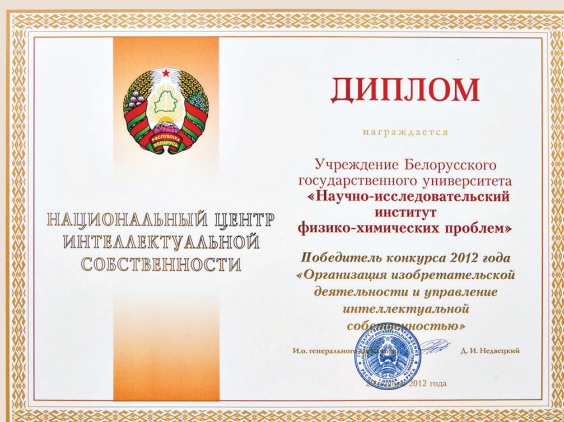 НАЦИОНАЛЬНЫЙ ЦЕНТР
ИНТЕЛЛЕКТУАЛЬНОЙ
СОБСТВЕННОСТИ
ДИПЛОМ
награждается
Учреждение Белорусского
государственного университета
«Научно-исследовательский
институт
физико-химических проблем»
Победитель конкурса 2012 года
«Организация изобретательской
деятельности и управление
интеллектуальной
собственностью»
И.о. генерального Д. И. Недвецкий
2012 года